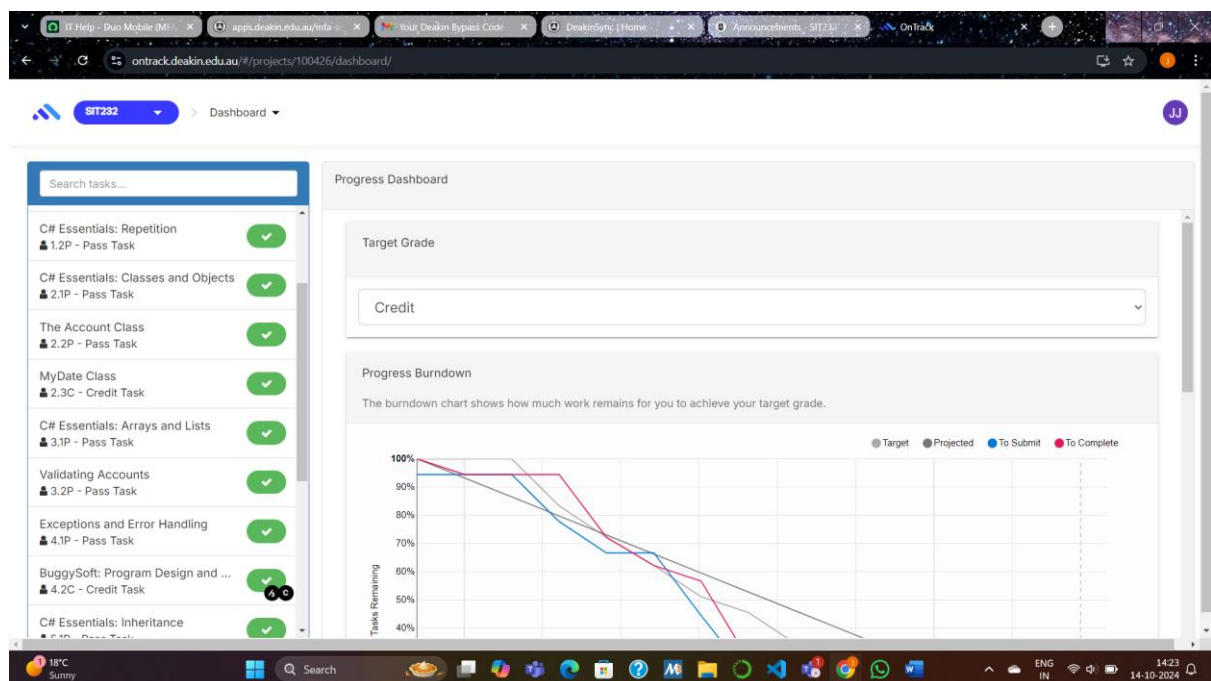 IT Help - Duo Mobile (MFA
apps.deakin.edu.au/mfa-s
Your Deakin Bypass Code
DeakinSync | Home
Announcements - SIT232
OnTrack
ontrack.deakin.edu.au/#/projects/100426/dashboard/
SIT232
Dashboard
JJ
Search tasks...
Progress Dashboard
C# Essentials: Repetition
1.2P - Pass Task
C# Essentials: Classes and Objects
2.1P - Pass Task
The Account Class
2.2P - Pass Task
MyDate Class
2.3C - Credit Task
C# Essentials: Arrays and Lists
3.1P - Pass Task
Validating Accounts
3.2P - Pass Task
Exceptions and Error Handling
4.1P - Pass Task
BuggySoft: Program Design and ...
4.2C - Credit Task
C
C# Essentials: Inheritance
5.1P - Pass Task
Target Grade
Credit
Progress Burndown
The burndown chart shows how much work remains for you to achieve your target grade.
Target Projected To Submit To Complete
100%
90%
80%
70%
60%
50%
40%
Tasks Remaining
1
18°C
Sunny
Search
ENG
IN
14:23
14-10-2024